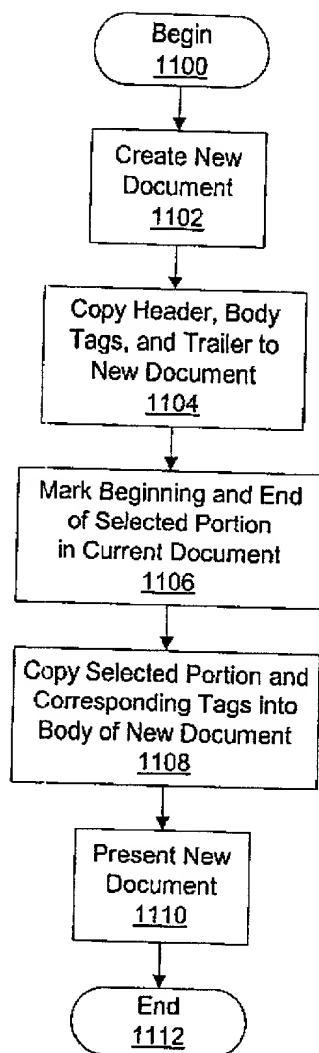 Begin
1100
Create New
Document
1102
Copy Header, Body
Tags, and Trailer to
New Document
1104
Mark Beginning and End
of Selected Portion
in Current Document
1106
Copy Selected Portion and
Corresponding Tags into
Body of New Document
1108
Present New
Document
1110
End
1112